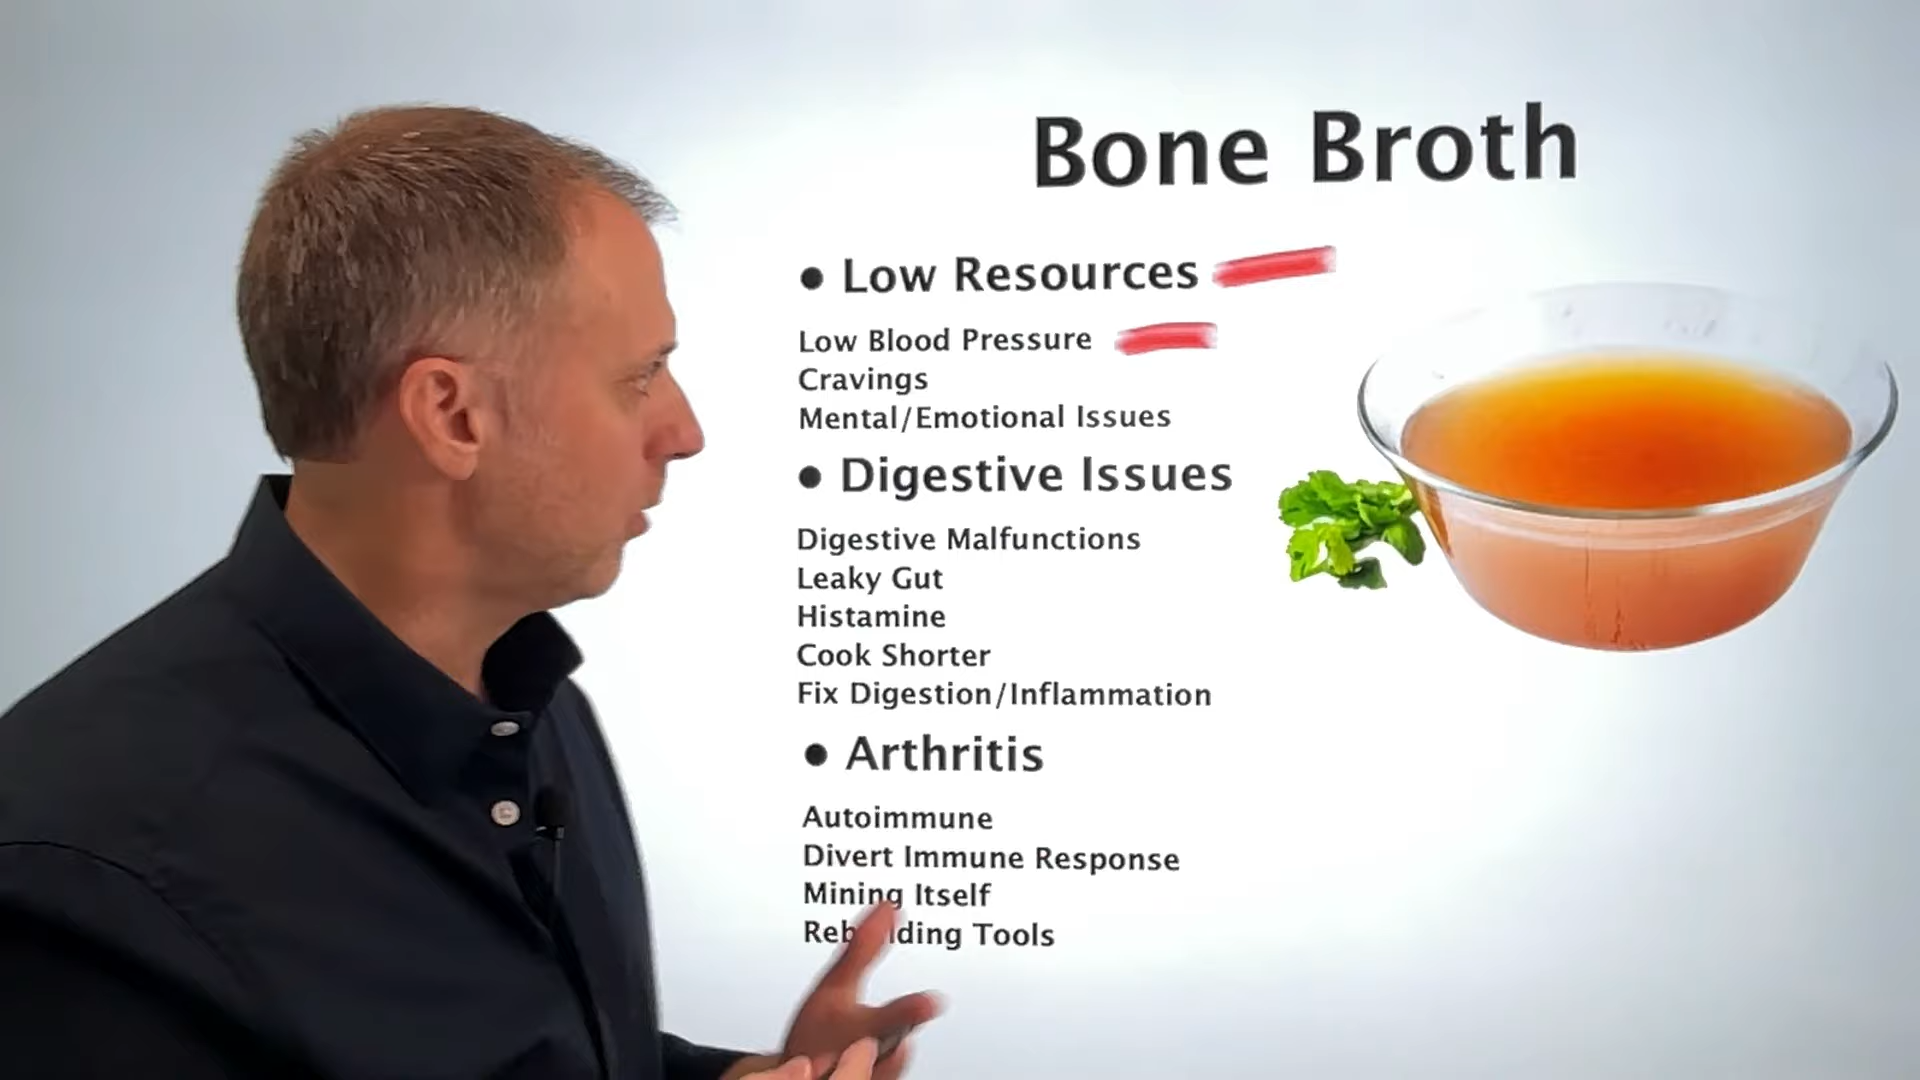 Bone Broth
• Low Resources
Low Blood Pressure
Cravings
Mental/Emotional Issues
• Digestive Issues
Digestive Malfunctions
Leaky Gut
Histamine
Cook Shorter
Fix Digestion/Inflammation
• Arthritis
Autoimmune
Divert Immune Response
Mining Itself
Tools